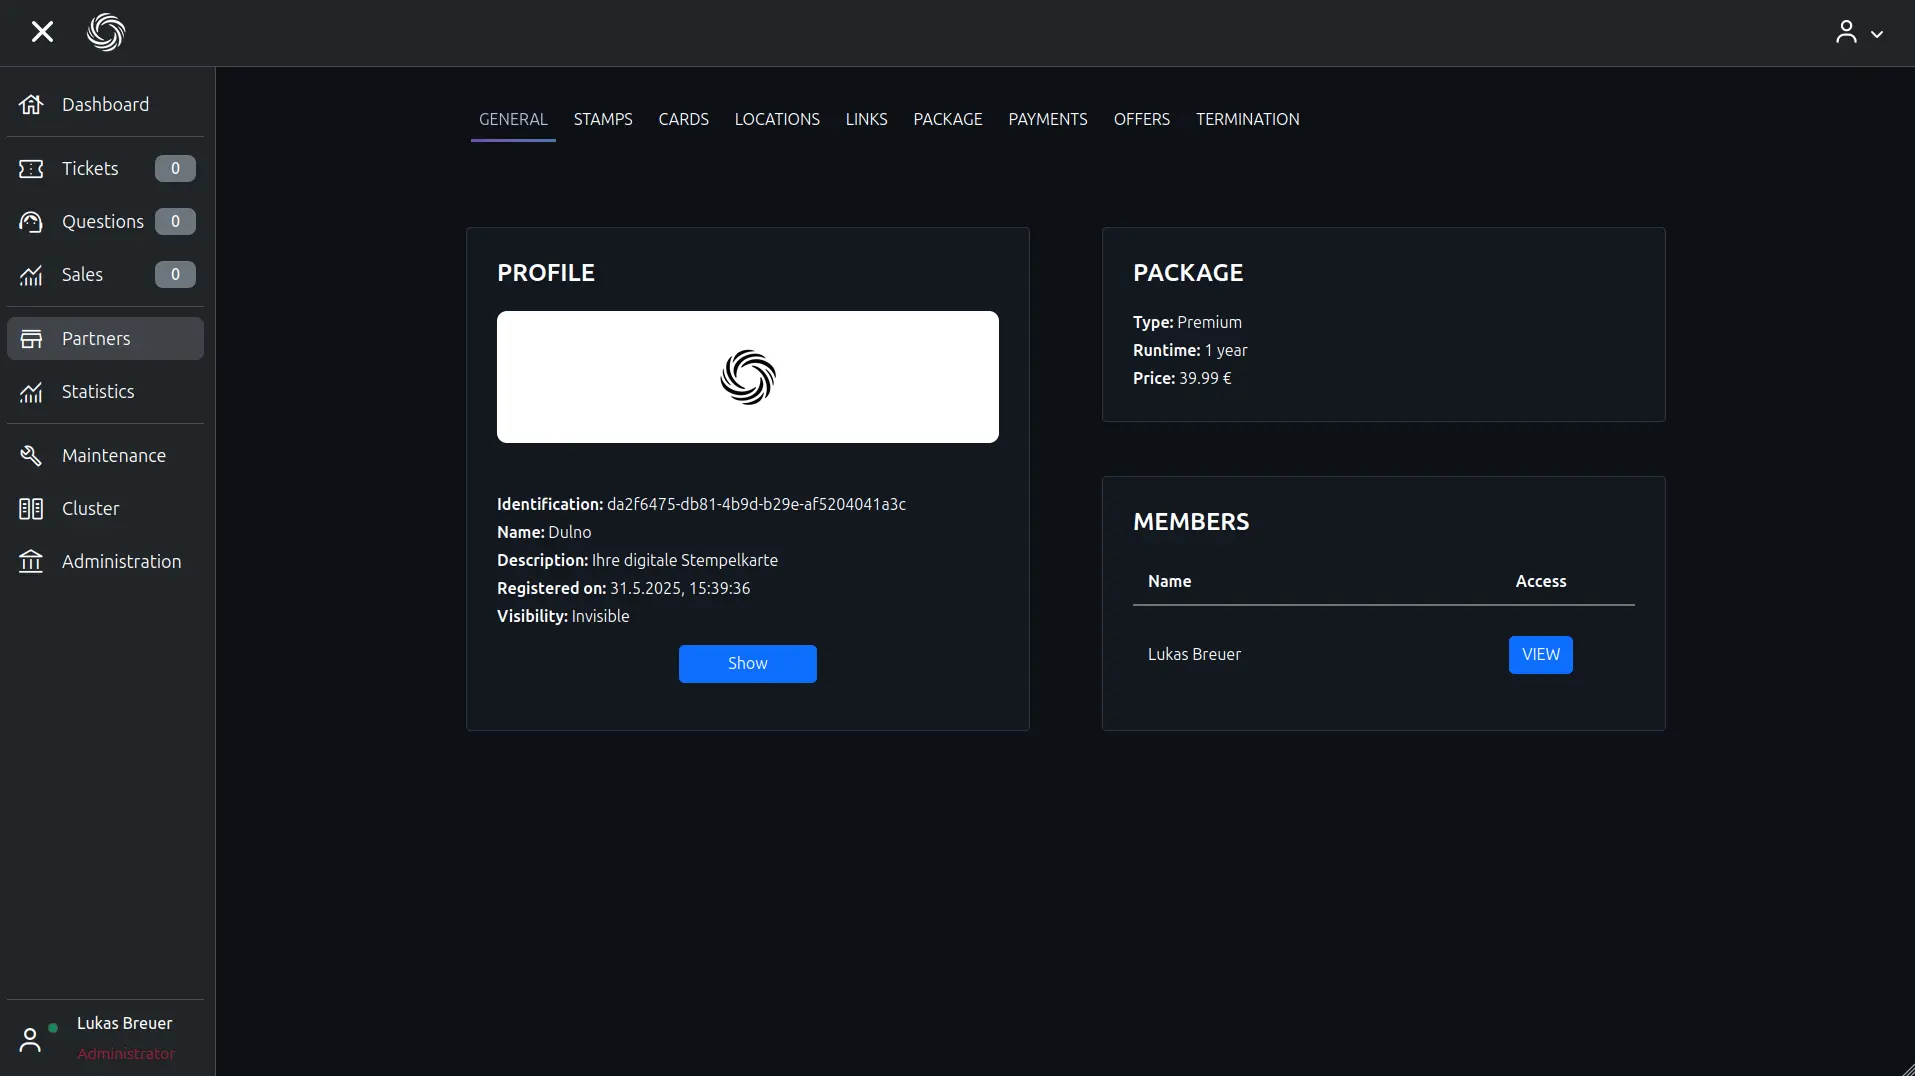 Dashboard
Tickets 0
Questions 0
Sales 0
Partners
Statistics
Maintenance
Cluster
Administration
Lukas Breuer
Administrator
GENERAL STAMPS CARDS LOCATIONS LINKS PACKAGE PAYMENTS OFFERS TERMINATION
PROFILE
Identification: da2f6475-db81-4b9d-b29e-af5204041a3c
Name: Dulno
Description: Ihre digitale Stempelkarte
Registered on: 31.5.2025, 15:39:36
Visibility: Invisible
Show
PACKAGE
Type: Premium
Runtime: 1 year
Price: 39.99 €
MEMBERS
Name Access
Lukas Breuer VIEW